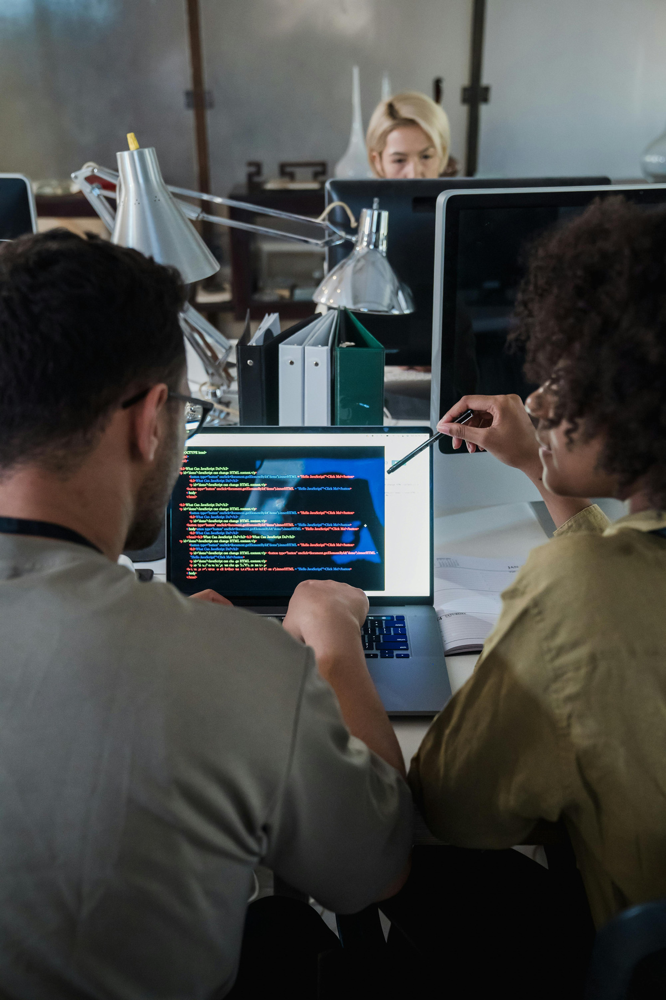 DOCTYPE html>
html>
body>
<h2>What Can JavaScript Do?</h2>
<p id="demo">JavaScript can change HTML content.</p>
<button type="button" onclick=document.getElementById("demo").innerHTML = "Hello JavaScript!">Click Me!</button>
<h2>What Can JavaScript Do?</h2>
<p id="demo">JavaScript can change HTML content.</p>
<button type="button" onclick=document.getElementById("demo").innerHTML = "Hello JavaScript!">Click Me!</button>
</body>
</html>
<h2>What Can JavaScript Do?</h2>
<p id="demo">JavaScript can change HTML content.</p>
<button type="button" onclick=document.getElementById("demo").innerHTML = "Hello JavaScript!">Click Me!</button>
<h2>What Can JavaScript Do?</h2>
<p id="demo">JavaScript can change HTML content.</p>
<button type="button" onclick=document.getElementById("demo").innerHTML = "Hello JavaScript!">Click Me!</button>
</body button type="button" onclick=document.getElementById("demo").innerHTML = "Hello JavaScript!">Click Me!</button>
<h2>What Can JavaScript Do?</h2>
</html><h2>What Can JavaScript Do?</h2><h2>What Can JavaScript Do?</h2>
<p id="demo">JavaScript can change HTML content.</p>
<button type="button" onclick=document.getElementById("demo").innerHTML = "Hello JavaScript!">Click Me!</button>
<h2>What Can JavaScript Do?</h2>
<p id="demo">JavaScript can change HTML content.</p> <button type="button" onclick=document.getElementById("demo").innerHTML =
"Hello JavaScript!">Click Me!</button>
<p id="demo">JavaScript can change HTML content.</p>
innerHTML = "Hello JavaScript!">Click Me!</button>
</body>
</html>
JAN
SATURDAY
delete
return
shift